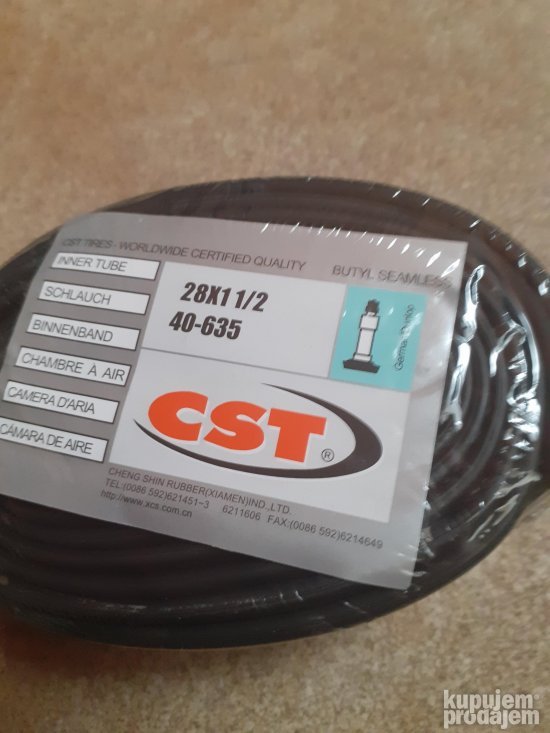 CST TIRES - WORLDWIDE CERTIFIED QUALITY
BUTYL SEAMLESS
INNER TUBE
SCHLAUCH
BINNENBAND
CHAMBRE À AIR
CAMERA D'ARIA
CAMARA DE AIRE
28X1 1/2
40-635
CST ®
CHENG SHIN RUBBER(XIAMEN)IND.,LTD.
TEL:(0086 592)621451~3 6211606 FAX:(0086 592)6214649
http://www.xcs.com.cn
kupujem
prodajem